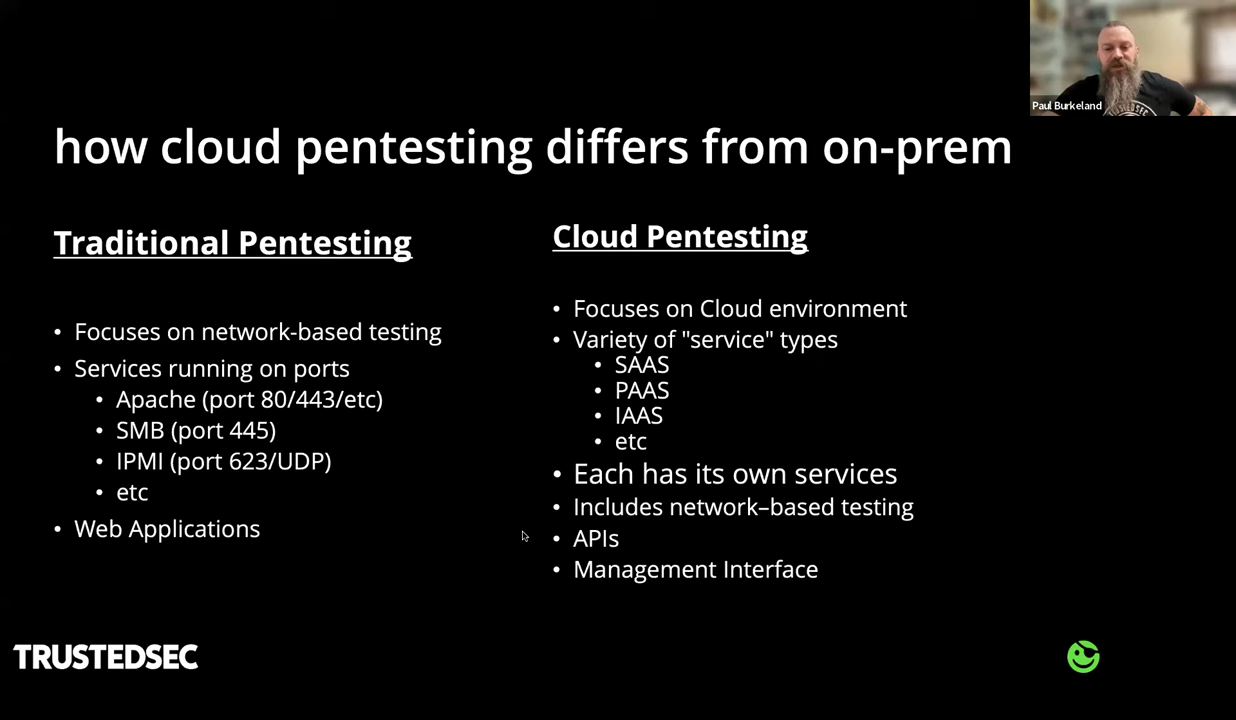 Paul Burkeland
TRUSTEDSEC
how cloud pentesting differs from on-prem
Traditional Pentesting
• Focuses on network-based testing
• Services running on ports
• Apache (port 80/443/etc)
• SMB (port 445)
• IPMI (port 623/UDP)
• etc
• Web Applications
Cloud Pentesting
• Focuses on Cloud environment
• Variety of "service" types
• SAAS
• PAAS
• IAAS
• etc
• Each has its own services
• Includes network–based testing
• APIs
• Management Interface
TRUSTEDSEC